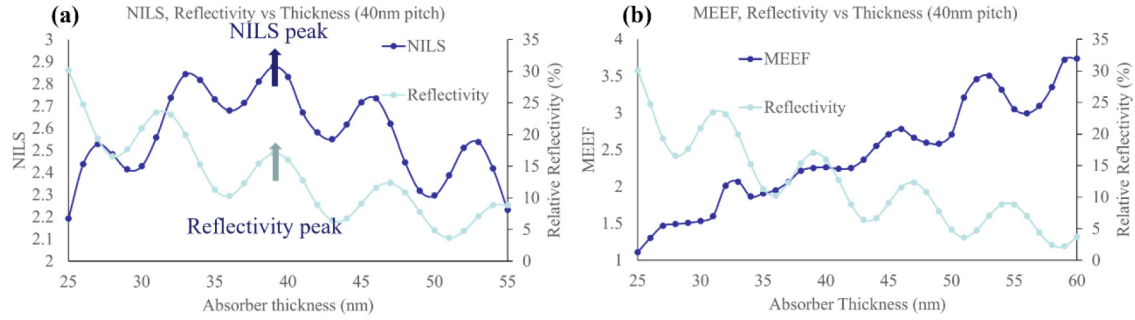 (a) NILS, Reflectivity vs Thickness (40nm pitch)
NILS peak
NILS
Reflectivity
Reflectivity peak
NILS
3
2.9
2.8
2.7
2.6
2.5
2.4
2.3
2.2
2.1
2
35
30
25
20
15
10
5
0
Relative Reflectivity (%)
25 30 35 40 45 50 55
Absorber thickness (nm)
(b) MEEF, Reflectivity vs Thickness (40nm pitch)
MEEF
Reflectivity
MEEF
4
3.5
3
2.5
2
1.5
1
35
30
25
20
15
10
5
0
Relative Reflectivity (%)
25 30 35 40 45 50 55 60
Absorber Thickness (nm)